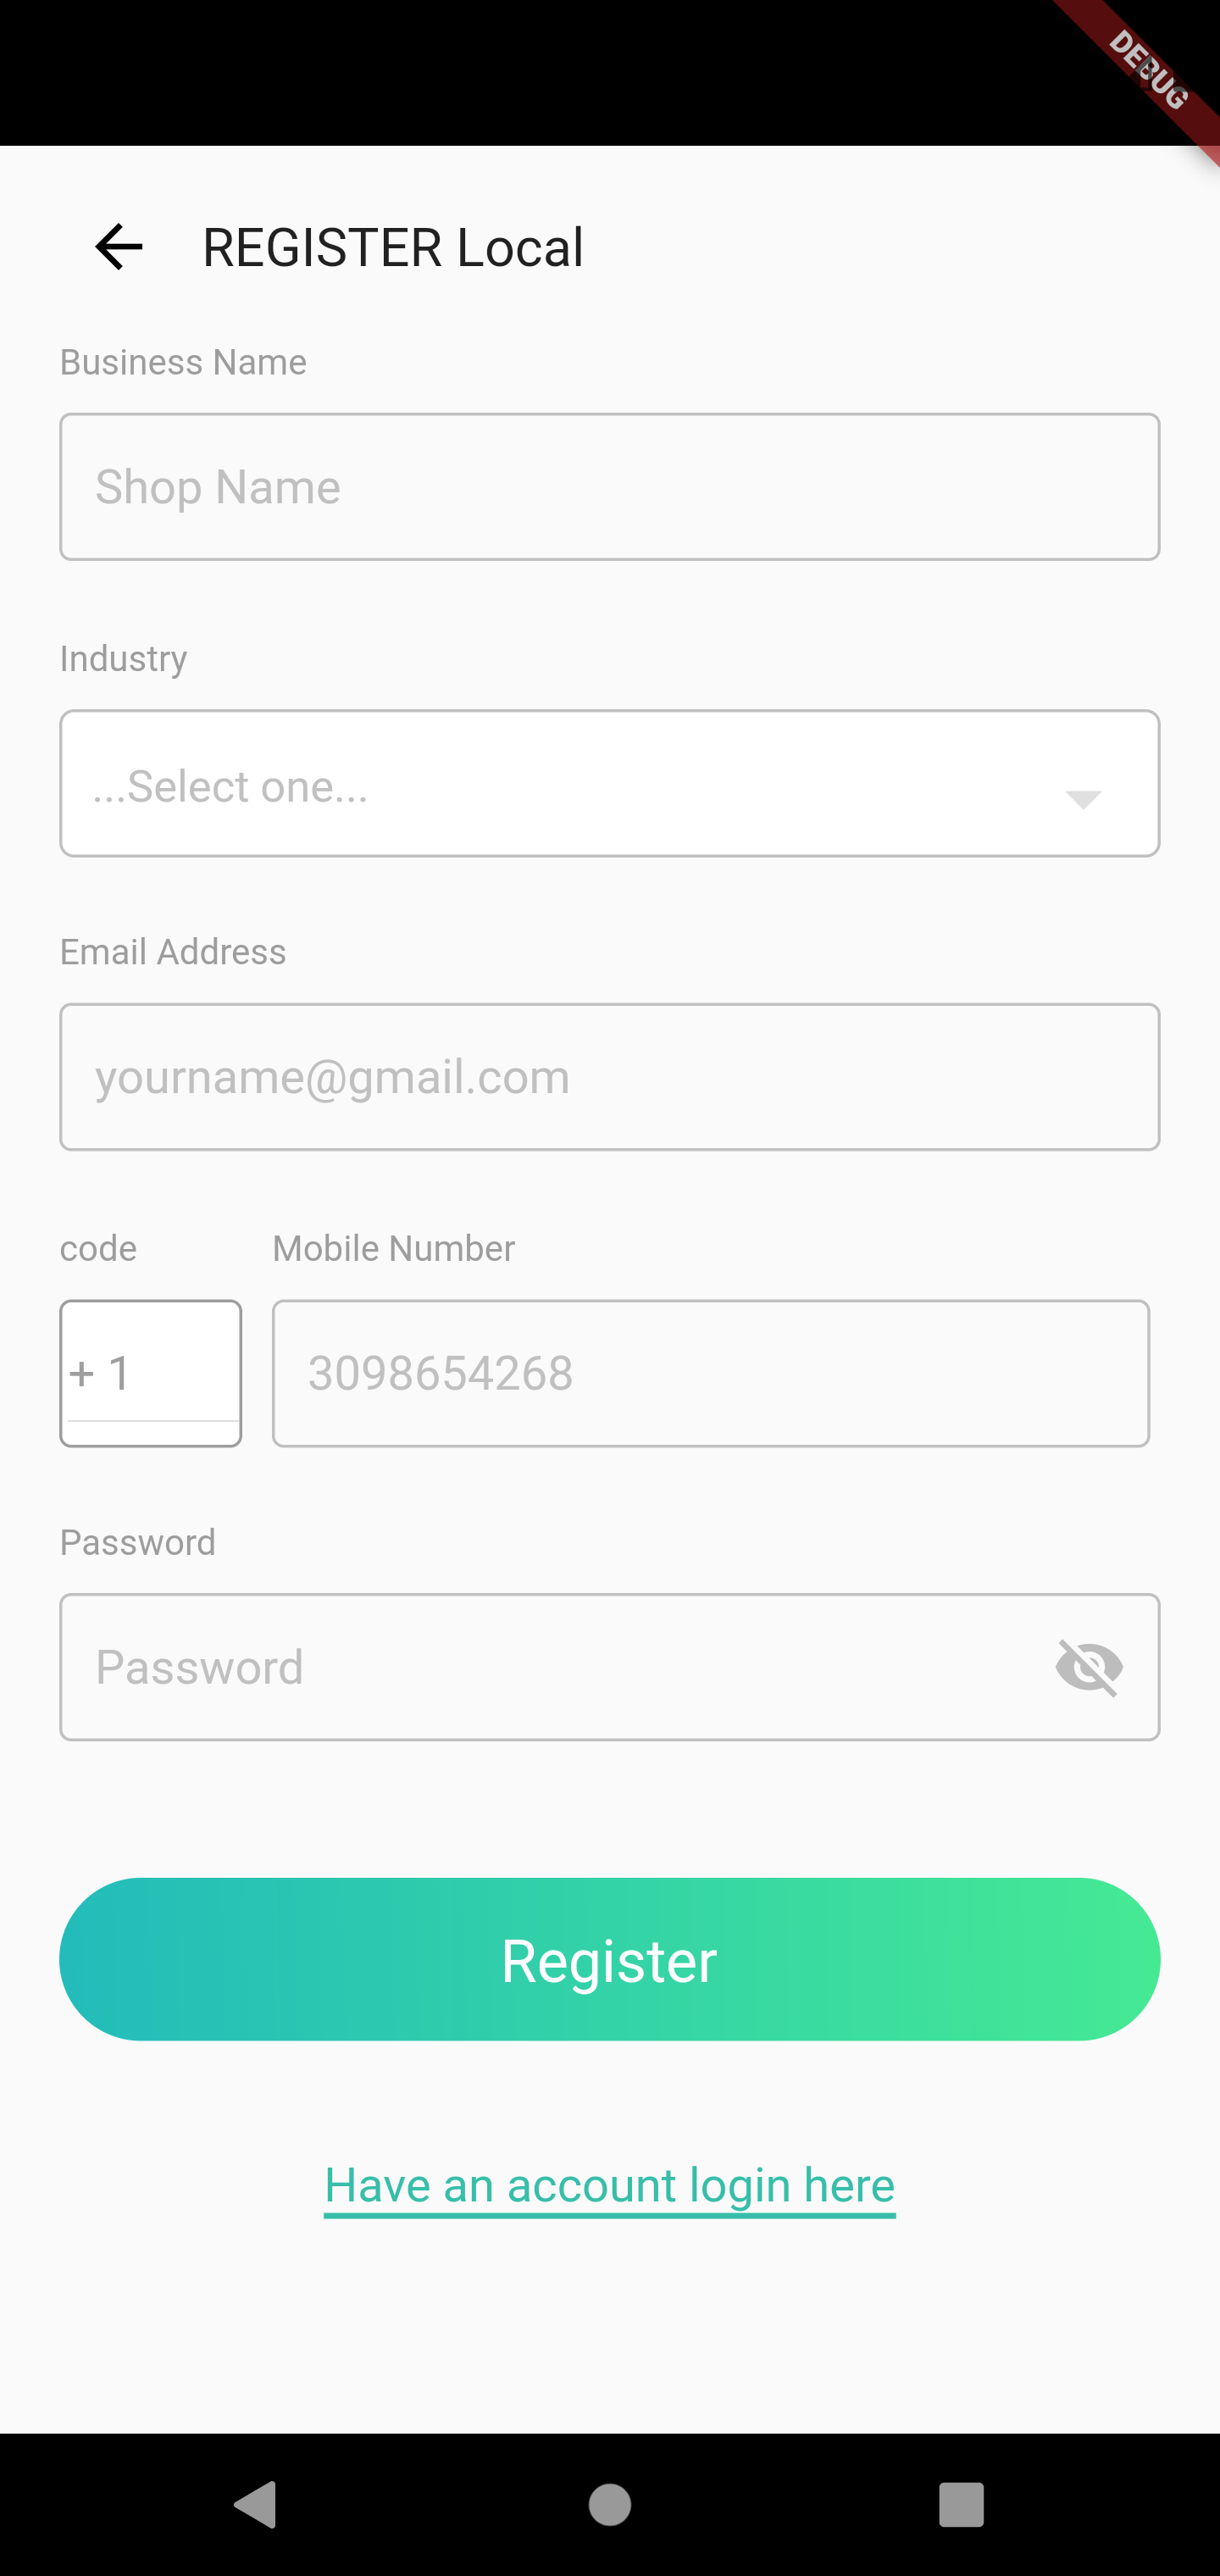 DEBUG
REGISTER Local
Business Name
Shop Name
Industry
...Select one...
Email Address
yourname@gmail.com
code Mobile Number
+ 1 3098654268
Password
Password
Register
Have an account login here